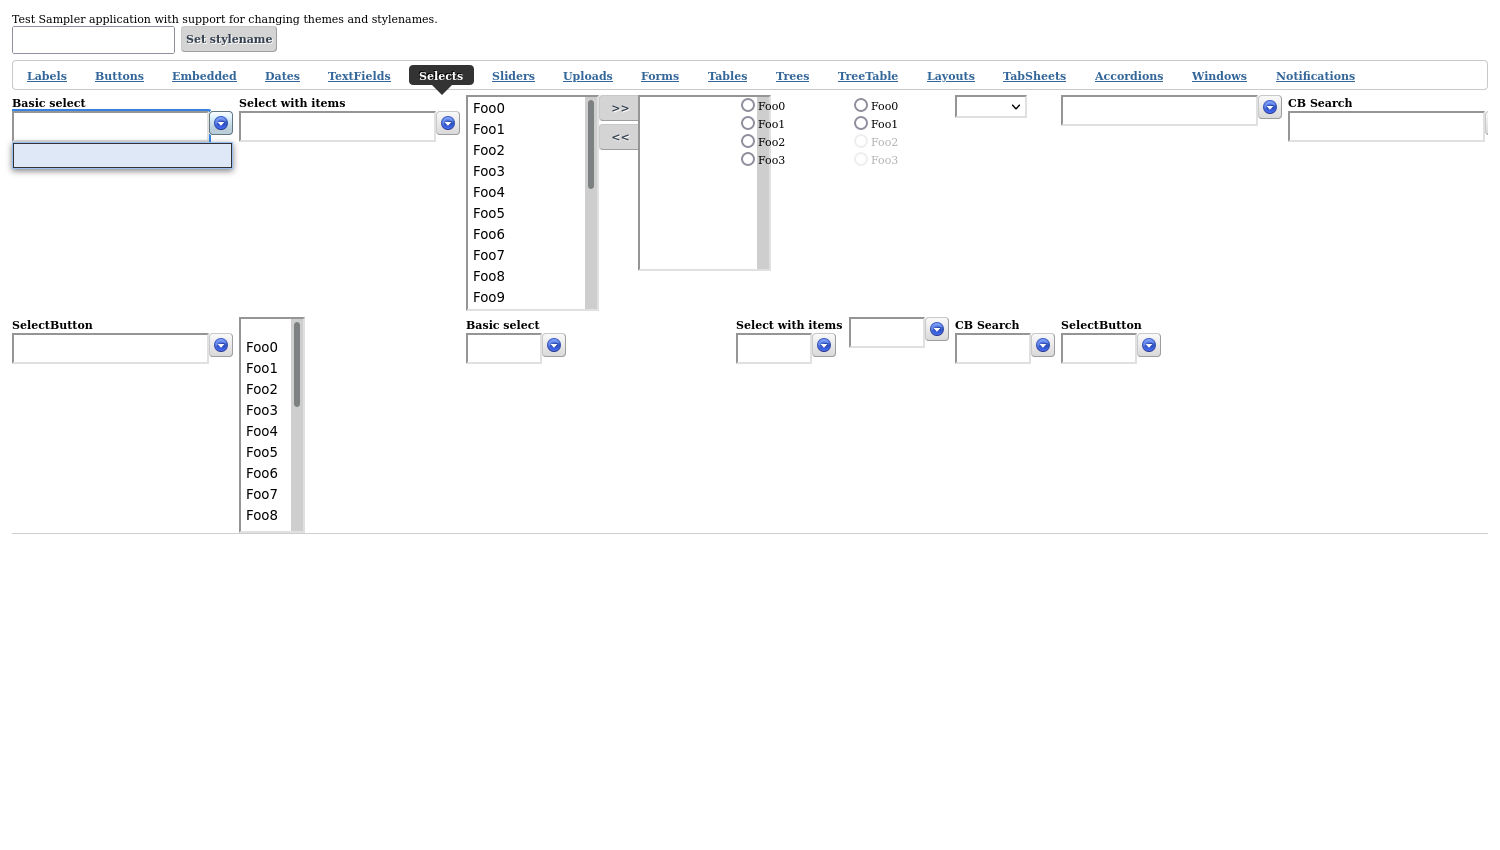 Test Sampler application with support for changing themes and stylenames.
Set stylename
Labels Buttons Embedded Dates TextFields Selects Sliders Uploads Forms Tables Trees TreeTable Layouts TabSheets Accordions Windows Notifications
Basic select
Select with items
Foo0
Foo1
Foo2
Foo3
Foo4
Foo5
Foo6
Foo7
Foo8
Foo9
>>
<<
Foo0
Foo1
Foo2
Foo3
Foo0
Foo1
Foo2
Foo3
CB Search
SelectButton
Foo0
Foo1
Foo2
Foo3
Foo4
Foo5
Foo6
Foo7
Foo8
Basic select
Select with items
CB Search
SelectButton